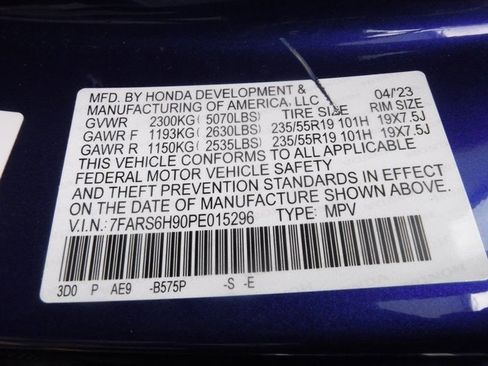 MFD. BY HONDA DEVELOPMENT &
MANUFACTURING OF AMERICA, LLC 04/'23
GVWR 2300KG (5070LBS) TIRE SIZE RIM SIZE
GAWR F 1193KG (2630LBS) 235/55R19 101H 19X7.5J
GAWR R 1150KG (2535LBS) 235/55R19 101H 19X7.5J
THIS VEHICLE CONFORMS TO ALL APPLICABLE
FEDERAL MOTOR VEHICLE SAFETY
AND THEFT PREVENTION STANDARDS IN EFFECT
ON THE DATE OF MANUFACTURE SHOWN ABOVE.
V.I.N.: 7FARS6H90PE015296 TYPE: MPV
3D0 P AE9 -B575P -S -E